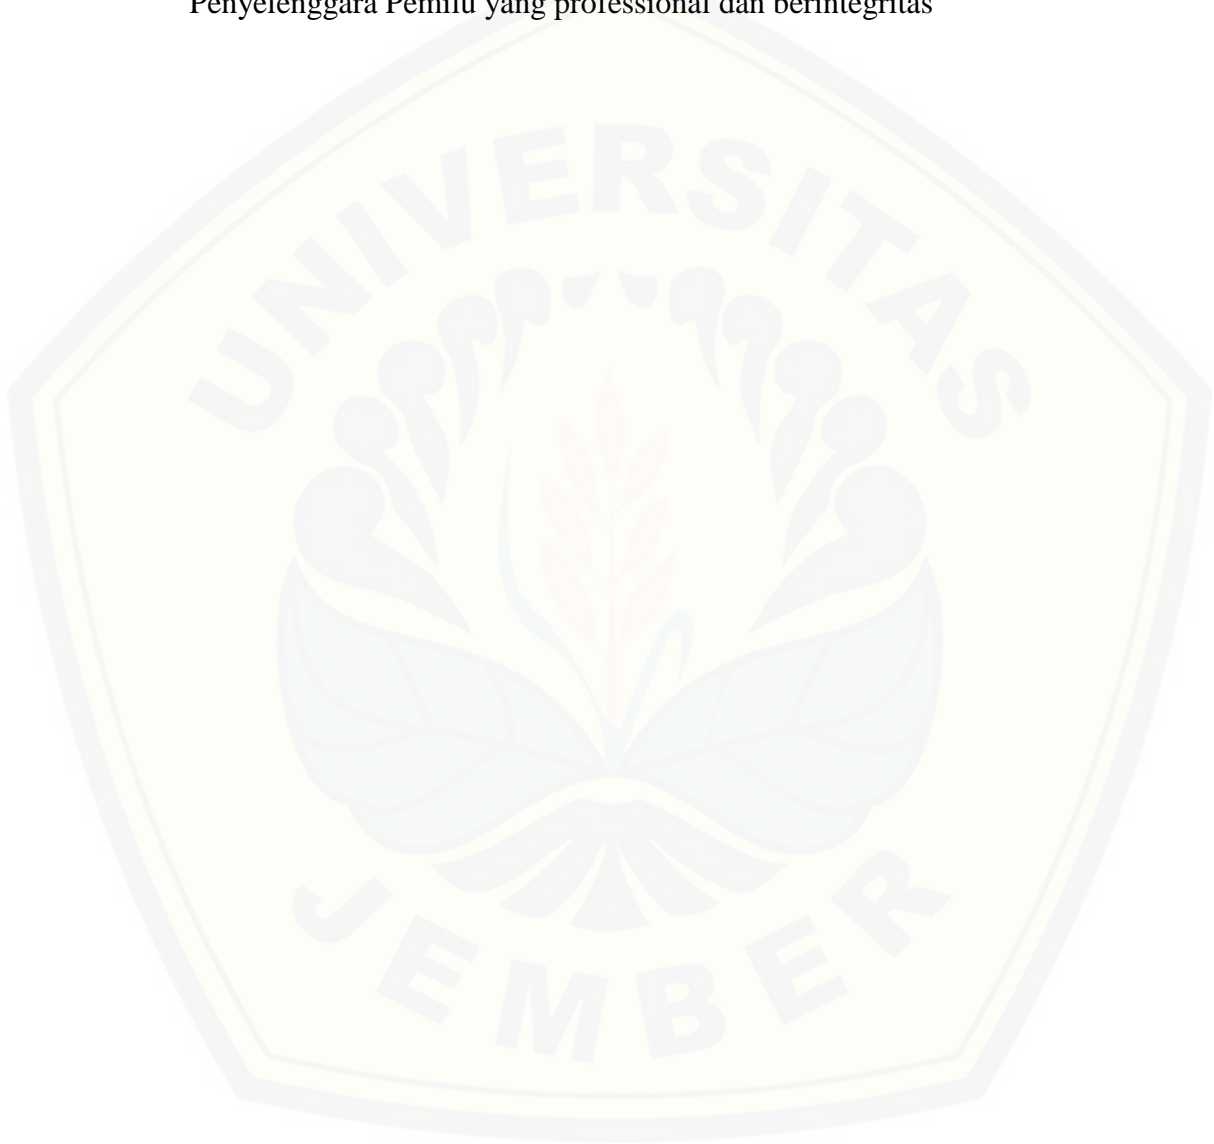 Penyelenggara Pemilu yang professional dan berintegritas
UNIVERSITAS
JEMBER